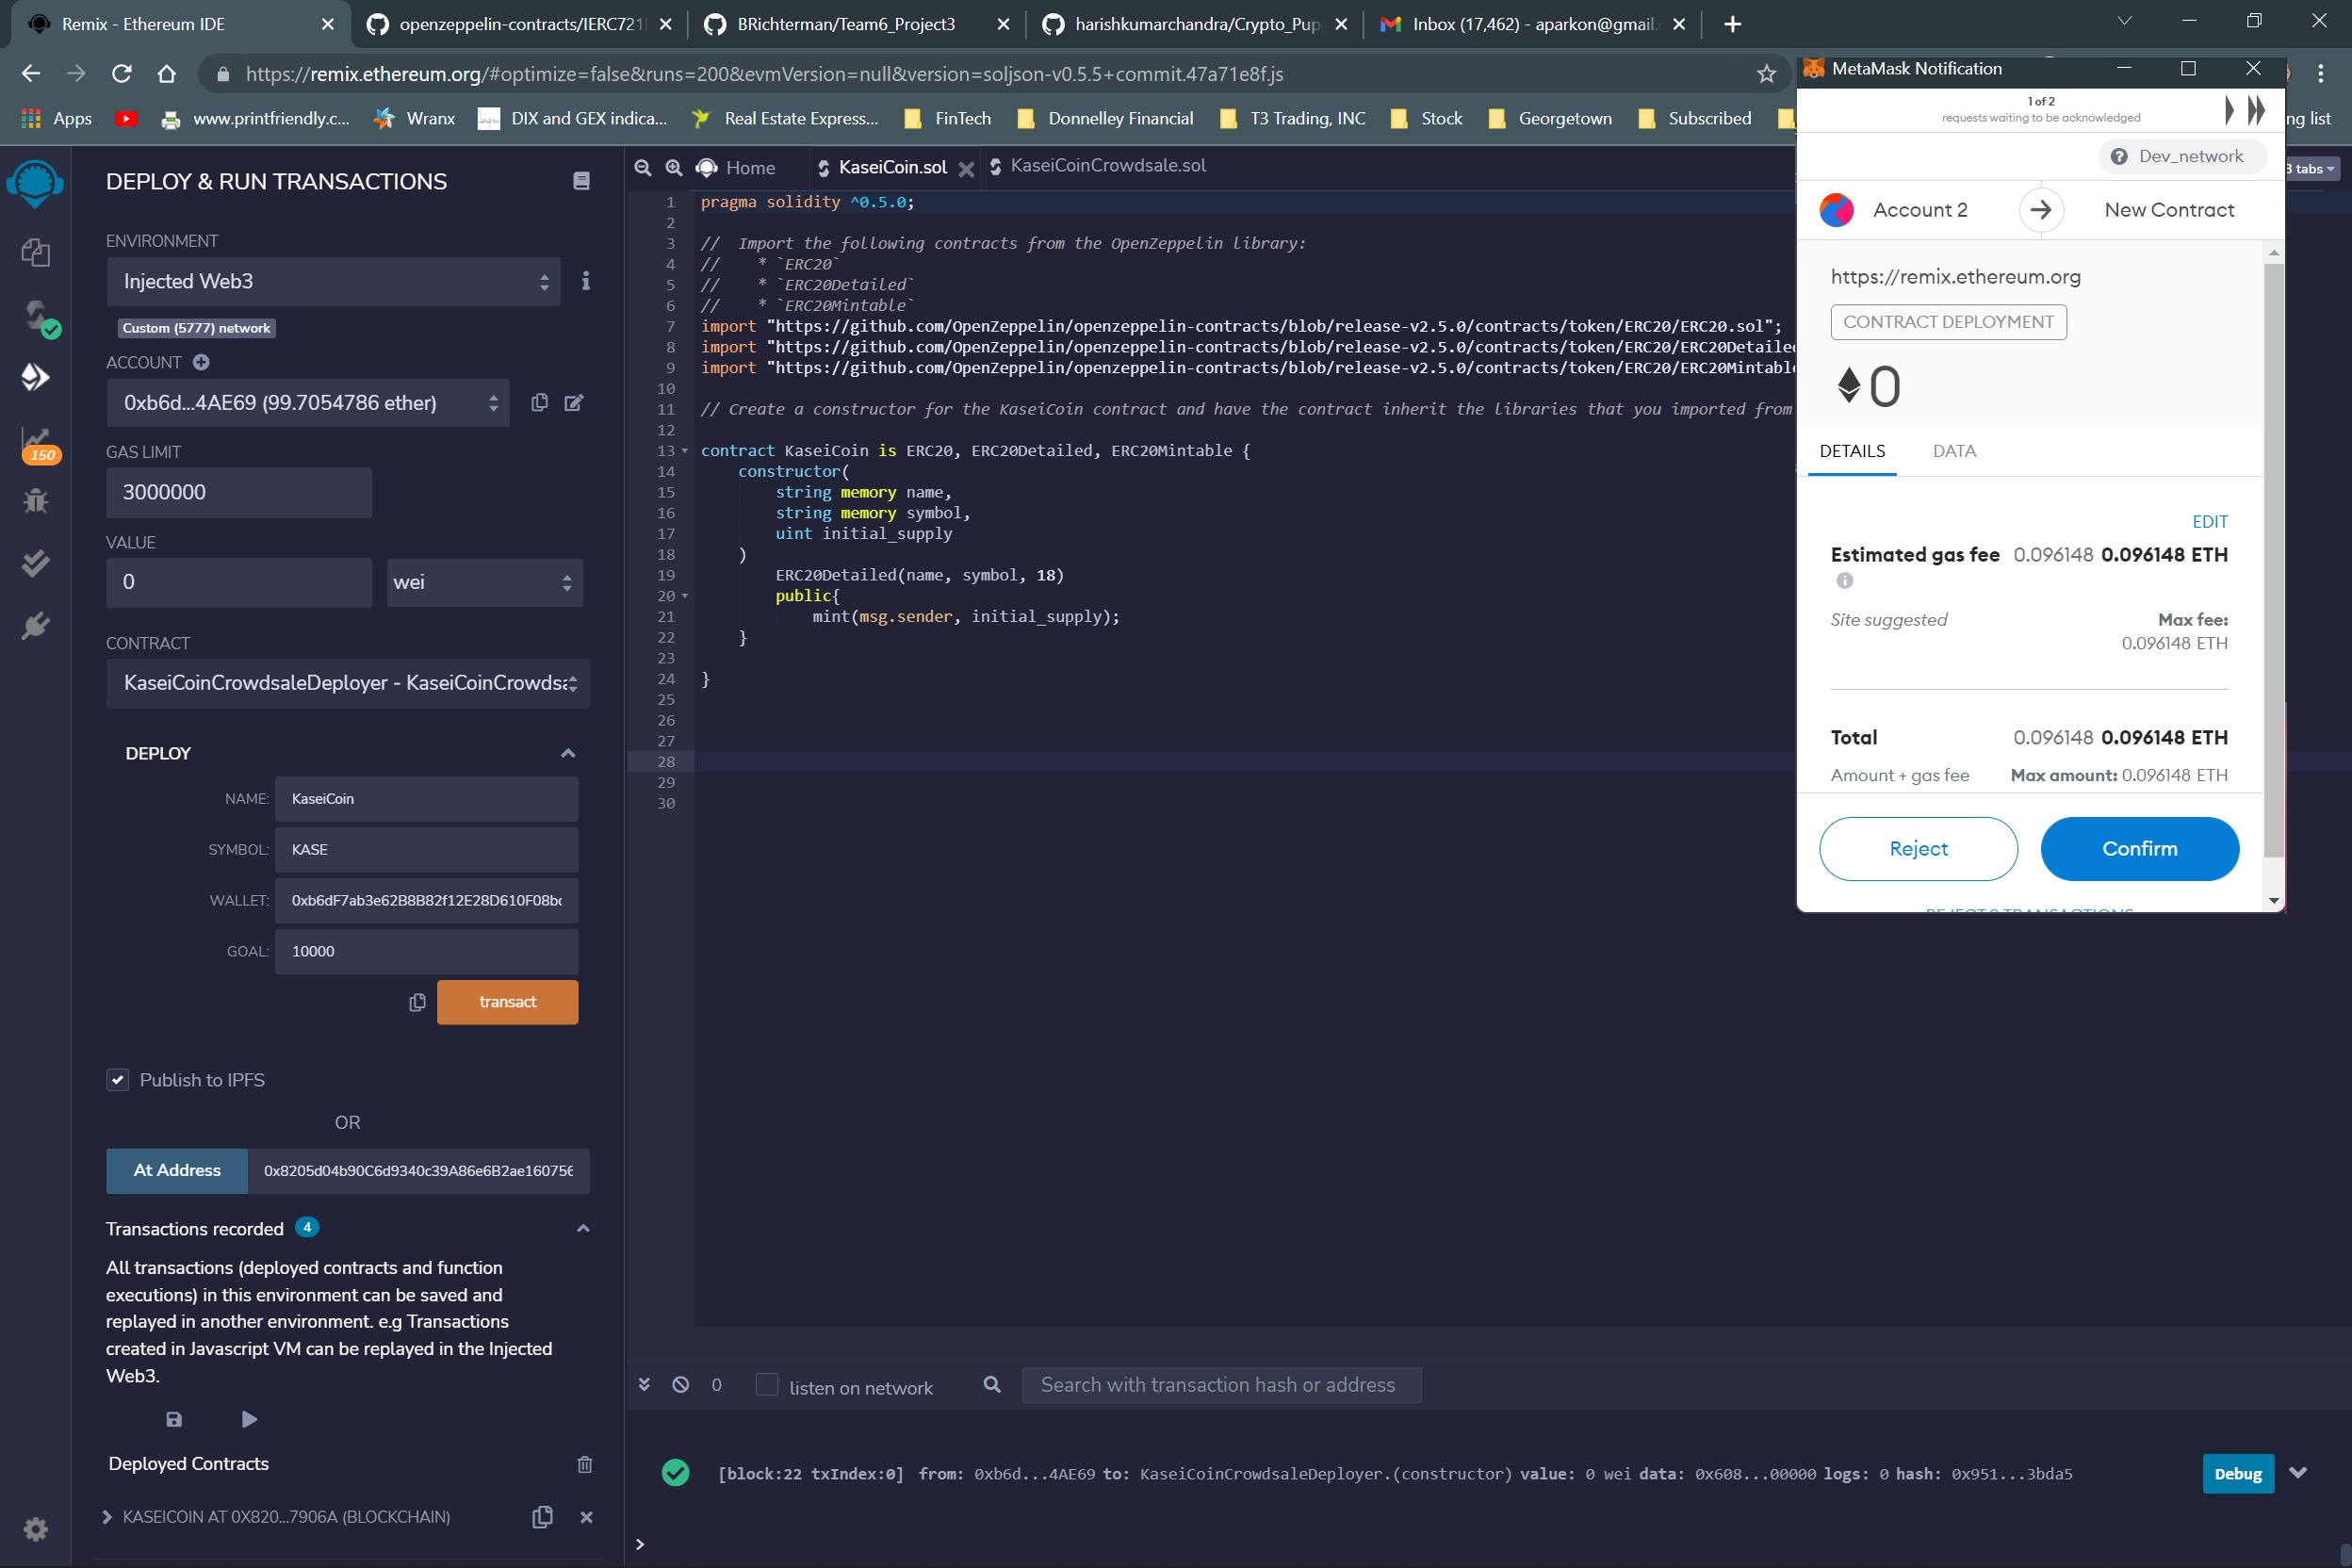 Remix - Ethereum IDE
openzeppelin-contracts/IERC721
BRichterman/Team6_Project3
harishkumarchandra/Crypto_Pup
Inbox (17,462) - aparkon@gmail.
https://remix.ethereum.org/#optimize=false&runs=200&evmVersion=null&version=soljson-v0.5.5+commit.47a71e8f.js
Apps
www.printfriendly.c...
Wranx
DIX and GEX indica...
Real Estate Express...
FinTech
Donnelley Financial
T3 Trading, INC
Stock
Georgetown
Subscribed
ng list
DEPLOY & RUN TRANSACTIONS
ENVIRONMENT
Injected Web3
Custom (5777) network
ACCOUNT
0xb6d...4AE69 (99.7054786 ether)
GAS LIMIT
3000000
150
VALUE
0
wei
CONTRACT
KaseiCoinCrowdsaleDeployer - KaseiCoinCrowdsa
DEPLOY
NAME: KaseiCoin
SYMBOL: KASE
WALLET: 0xb6dF7ab3e62B8B82f12E28D610F08b
GOAL: 10000
transact
Publish to IPFS
OR
At Address
0x8205d04b90C6d9340c39A86e6B2ae160756
Transactions recorded 4
All transactions (deployed contracts and function
executions) in this environment can be saved and
replayed in another environment. e.g Transactions
created in Javascript VM can be replayed in the Injected
Web3.
Deployed Contracts
KASEICOIN AT 0X820...7906A (BLOCKCHAIN)
Home
KaseiCoin.sol
KaseiCoinCrowdsale.sol
3 tabs
1 pragma solidity ^0.5.0;
2
3 //  Import the following contracts from the OpenZeppelin library:
4 //    * `ERC20`
5 //    * `ERC20Detailed`
6 //    * `ERC20Mintable`
7 import "https://github.com/OpenZeppelin/openzeppelin-contracts/blob/release-v2.5.0/contracts/token/ERC20/ERC20.sol";
8 import "https://github.com/OpenZeppelin/openzeppelin-contracts/blob/release-v2.5.0/contracts/token/ERC20/ERC20Detaile
9 import "https://github.com/OpenZeppelin/openzeppelin-contracts/blob/release-v2.5.0/contracts/token/ERC20/ERC20Mintabl
10
11 // Create a constructor for the KaseiCoin contract and have the contract inherit the libraries that you imported from
12
13 contract KaseiCoin is ERC20, ERC20Detailed, ERC20Mintable {
14     constructor(
15         string memory name,
16         string memory symbol,
17         uint initial_supply
18     )
19         ERC20Detailed(name, symbol, 18)
20         public{
21             mint(msg.sender, initial_supply);
22     }
23
24 }
25
26
27
28
29
30
0
listen on network
Search with transaction hash or address
[block:22 txIndex:0] from: 0xb6d...4AE69 to: KaseiCoinCrowdsaleDeployer.(constructor) value: 0 wei data: 0x608...00000 logs: 0 hash: 0x951...3bda5
Debug
>
MetaMask Notification
1 of 2
requests waiting to be acknowledged
Dev_network
Account 2
New Contract
https://remix.ethereum.org
CONTRACT DEPLOYMENT
0
DETAILS
DATA
EDIT
Estimated gas fee 0.096148 0.096148 ETH
Site suggested
Max fee:
0.096148 ETH
Total 0.096148 0.096148 ETH
Amount + gas fee Max amount: 0.096148 ETH
Reject
Confirm